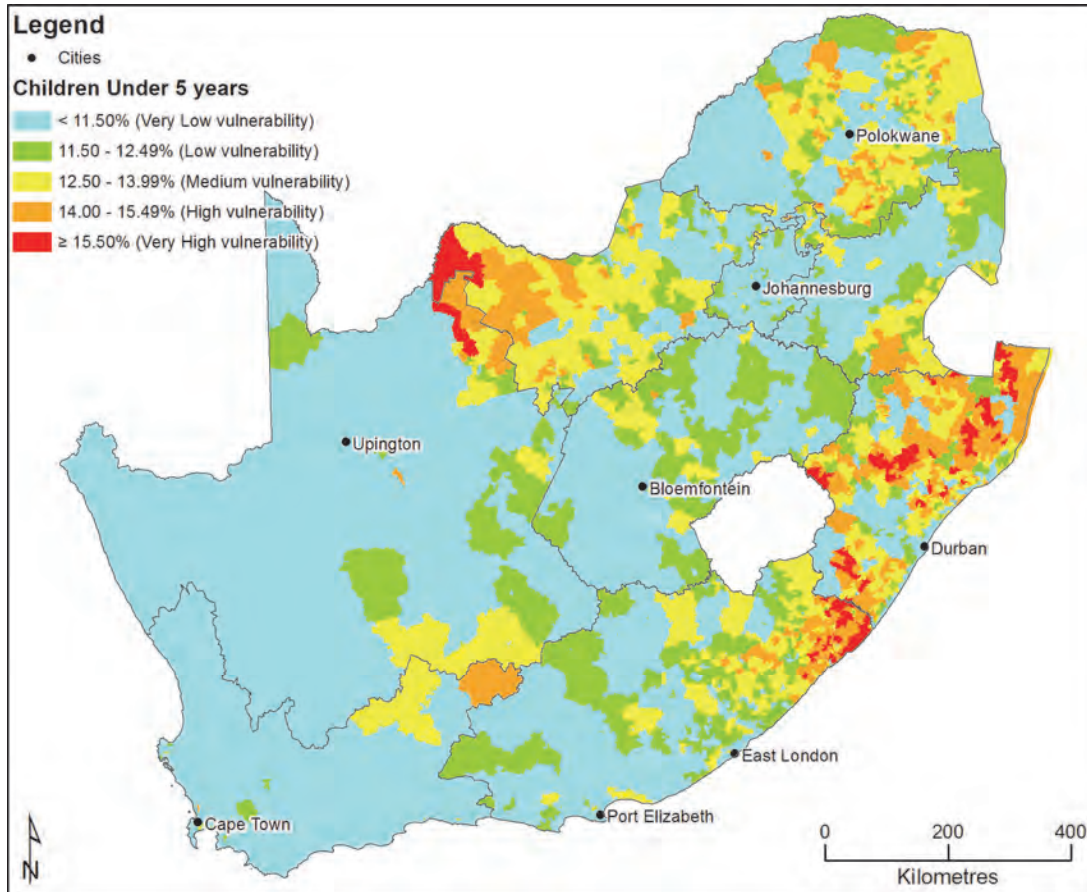 Legend
Cities
Children Under 5 years
< 11.50% (Very Low vulnerability)
11.50 - 12.49% (Low vulnerability)
12.50 - 13.99% (Medium vulnerability)
14.00 - 15.49% (High vulnerability)
≥ 15.50% (Very High vulnerability)
Polokwane
Johannesburg
Upington
Bloemfontein
Durban
East London
Port Elizabeth
Cape Town
N
0 200 400
Kilometres